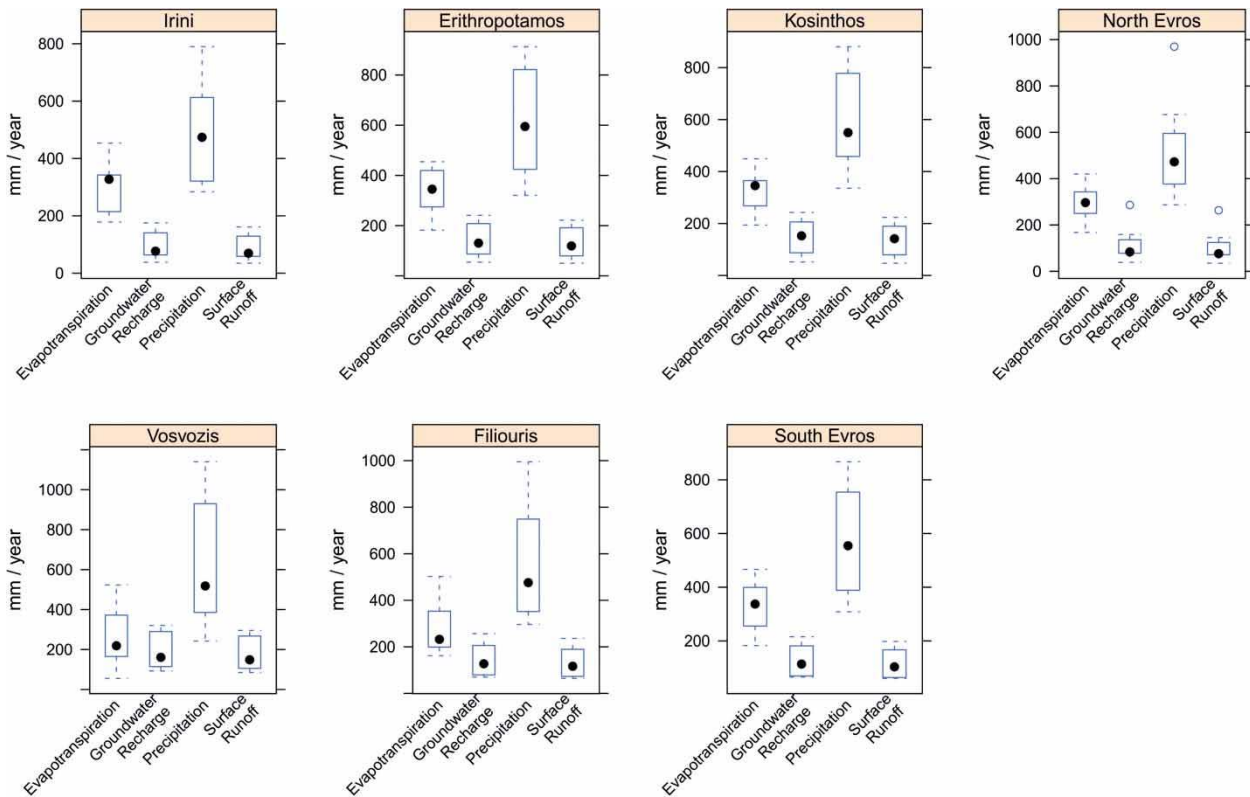 Irini
mm / year
800
600
400
200
0
Evapotranspiration
Groundwater
Recharge
Precipitation
Surface
Runoff
Erithropotamos
mm / year
800
600
400
200
Evapotranspiration
Groundwater
Recharge
Precipitation
Surface
Runoff
Kosinthos
mm / year
800
600
400
200
Evapotranspiration
Groundwater
Recharge
Precipitation
Surface
Runoff
North Evros
mm / year
1000
800
600
400
200
0
Evapotranspiration
Groundwater
Recharge
Precipitation
Surface
Runoff
Vosvozis
mm / year
1000
800
600
400
200
Evapotranspiration
Groundwater
Recharge
Precipitation
Surface
Runoff
Filiouris
mm / year
1000
800
600
400
200
Evapotranspiration
Groundwater
Recharge
Precipitation
Surface
Runoff
South Evros
mm / year
800
600
400
200
Evapotranspiration
Groundwater
Recharge
Precipitation
Surface
Runoff